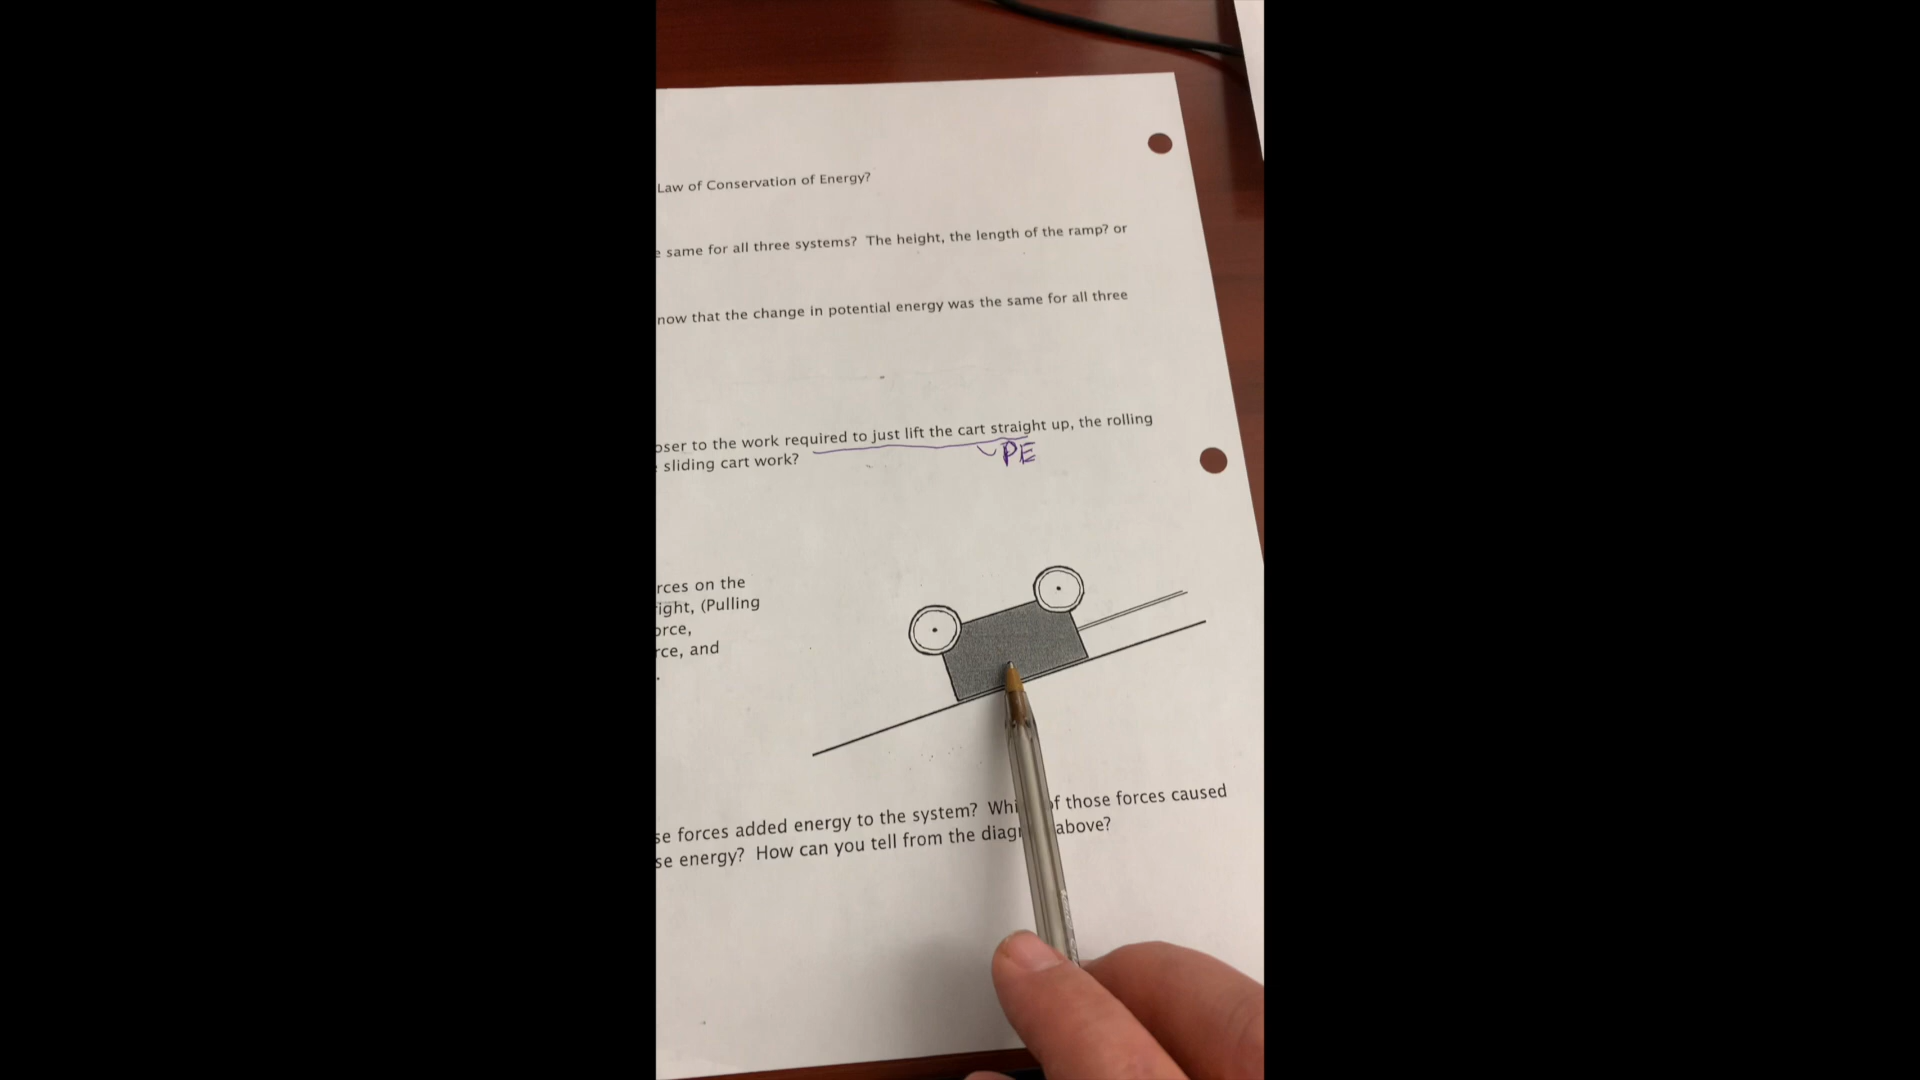 Law of Conservation of Energy?
same for all three systems? The height, the length of the ramp? or
now that the change in potential energy was the same for all three
oser to the work required to just lift the cart straight up, the rolling
PE
sliding cart work?
rces on the
ight, (Pulling
orce,
rce, and
se forces added energy to the system? Whi of those forces caused
se energy? How can you tell from the diagr above?